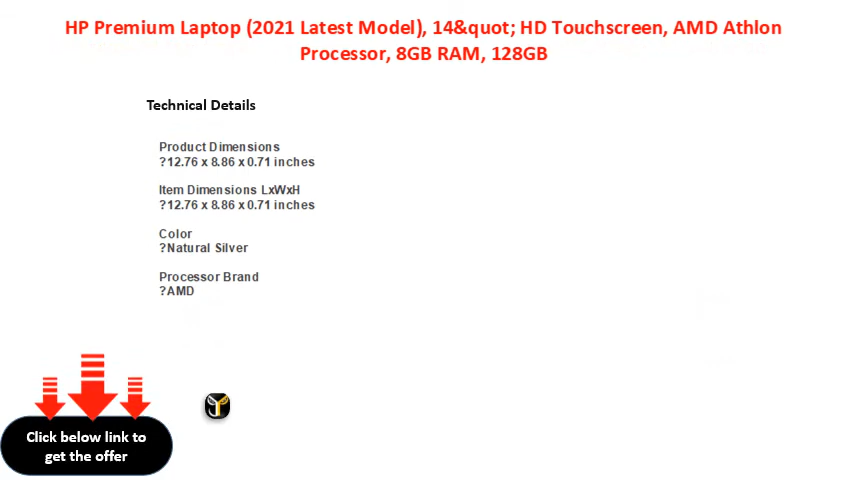 HP Premium Laptop (2021 Latest Model), 14&quot; HD Touchscreen, AMD Athlon
Processor, 8GB RAM, 128GB
Technical Details
Product Dimensions
?12.76 x 8.86 x 0.71 inches
Item Dimensions LxWxH
?12.76 x 8.86 x 0.71 inches
Color
?Natural Silver
Processor Brand
?AMD
Click below link to
get the offer